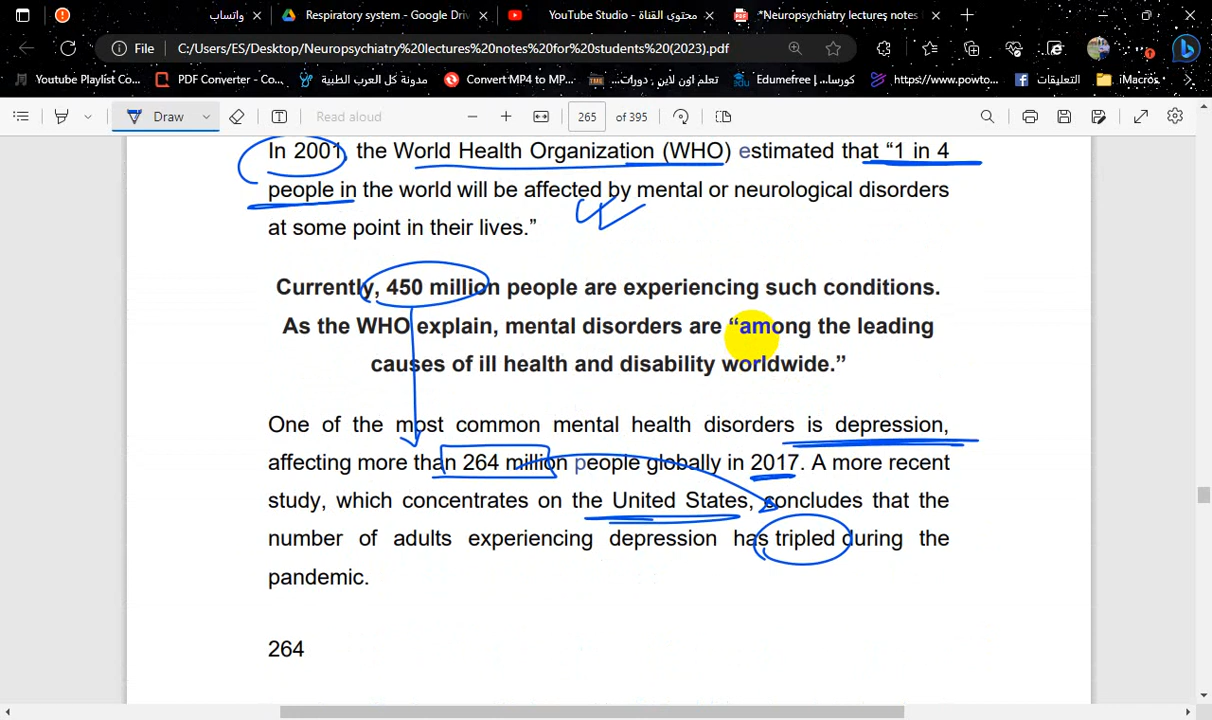 واتساب
Respiratory system - Google Driv
YouTube Studio - محتوى القناة
*Neuropsychiatry lectures notes
File
C:/Users/ES/Desktop/Neuropsychiatry%20lectures%20notes%20for%20students%20(2023).pdf
Youtube Playlist Co...
PDF Converter - Co...
مدونة كل العرب الطبية
Convert MP4 to MP...
تعلم اون لاين , دورات...
كورسا... | Edumefree
https://www.powto...
التعليقات
iMacros
Draw
Read aloud
265 of 395
In 2001, the World Health Organization (WHO) estimated that “1 in 4
people in the world will be affected by mental or neurological disorders
at some point in their lives.”
Currently, 450 million people are experiencing such conditions.
As the WHO explain, mental disorders are “among the leading
causes of ill health and disability worldwide.”
One of the most common mental health disorders is depression,
affecting more than 264 million people globally in 2017. A more recent
study, which concentrates on the United States, concludes that the
number of adults experiencing depression has tripled during the
pandemic.
264